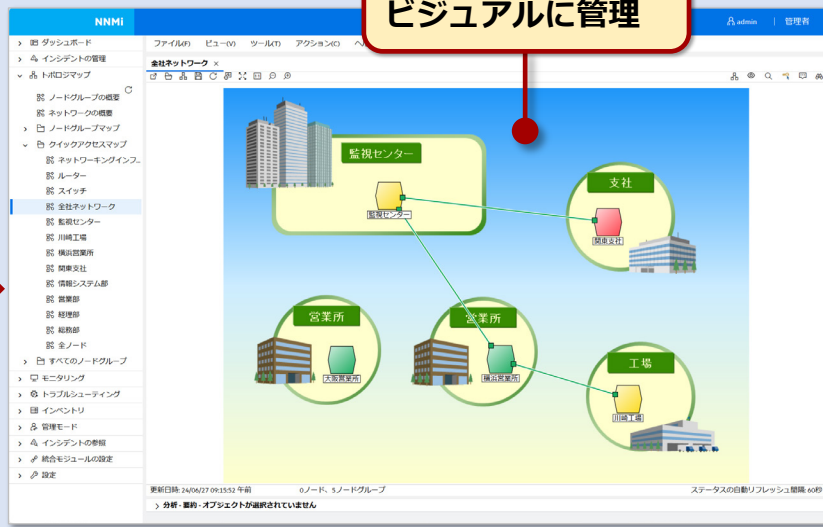 ビジュアルに管理
NNMi
admin | 管理者
ダッシュボード
インシデントの管理
トポロジマップ
ノードグループの概要
ネットワークの概要
ノードグループマップ
クイックアクセスマップ
ネットワーキングインフ...
ルーター
スイッチ
全社ネットワーク
監視センター
川崎工場
横浜営業所
関東支社
情報システム部
営業部
経理部
総務部
全ノード
すべてのノードグループ
モニタリング
トラブルシューティング
インベントリ
管理モード
インシデントの参照
統合モジュールの設定
設定
ファイル(F) ビュー(V) ツール(T) アクション(C)
全社ネットワーク ×
監視センター
監視センター
支社
関東支社
営業所
大阪営業所
営業所
横浜営業所
工場
川崎工場
更新日時: 24/06/27 09:15:52 午前 0ノード、5ノードグループ ステータスの自動リフレッシュ間隔: 60秒
分析 - 要約 - オブジェクトが選択されていません